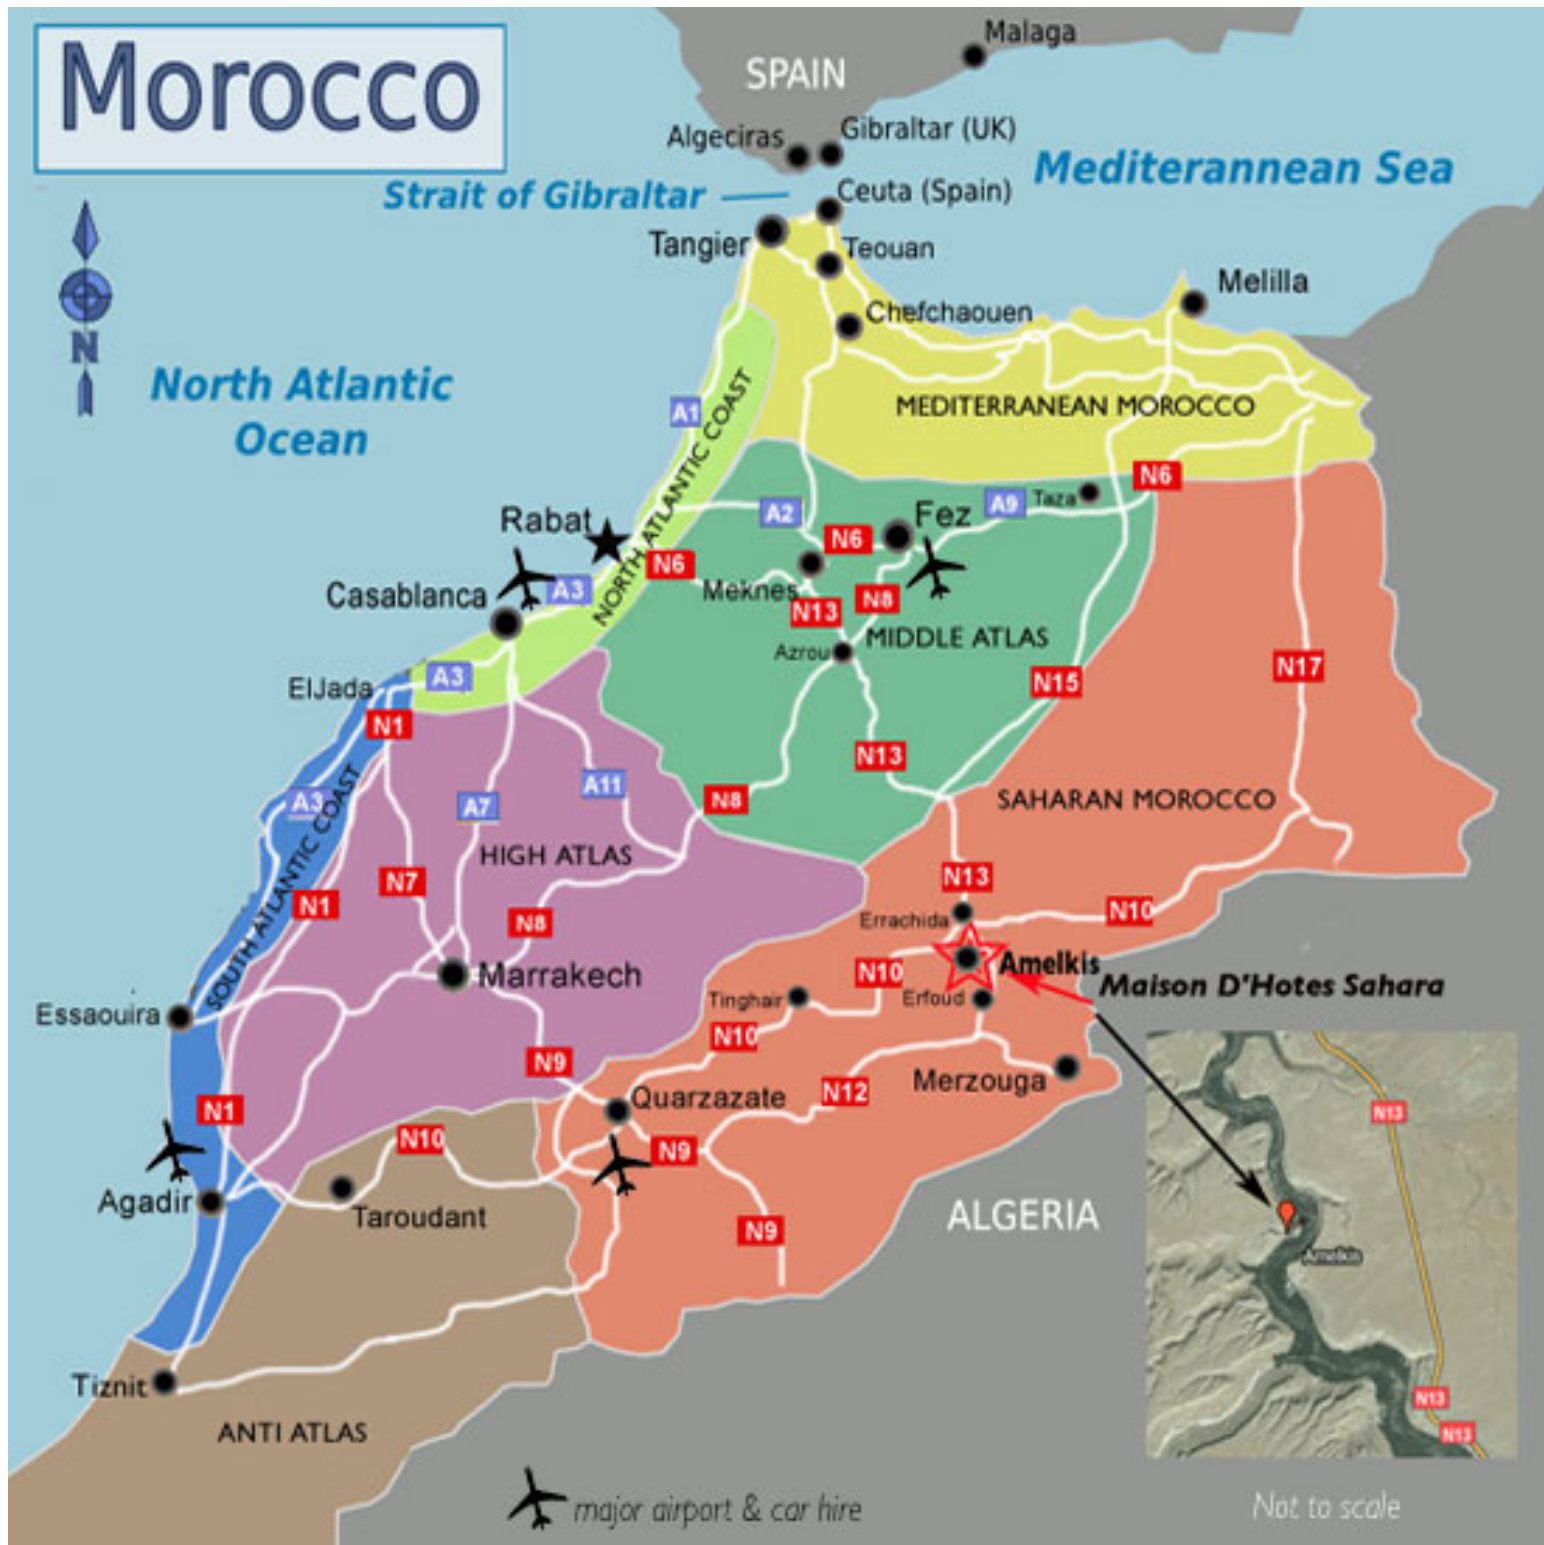 Morocco
Malaga
SPAIN
Algeciras
Gibraltar (UK)
Mediterannean Sea
Strait of Gibraltar
Ceuta (Spain)
Tangier
Teouan
Melilla
Chefchaouen
North Atlantic
Ocean
A1
NORTH ATLANTIC COAST
MEDITERRANEAN MOROCCO
N6
Taza
A9
A2
Fez
Rabat
N6
N6
Casablanca
A3
Meknes
N13
N8
MIDDLE ATLAS
Azrou
N15
N17
ElJada
A3
N1
N13
A11
N8
A3
A7
SAHARAN MOROCCO
SOUTH ATLANTIC COAST
HIGH ATLAS
N7
N13
N1
N8
Errachida
N10
Marrakech
N10
Amelkis
Maison D'Hotes Sahara
Essaouira
Tinghair
Erfoud
N10
N9
Merzouga
N12
Quarzazate
N1
N10
N9
N13
Agadir
Taroudant
N9
ALGERIA
Amelkis
Tiznit
N13
N13
ANTI ATLAS
major airport & car hire
Not to scale
N